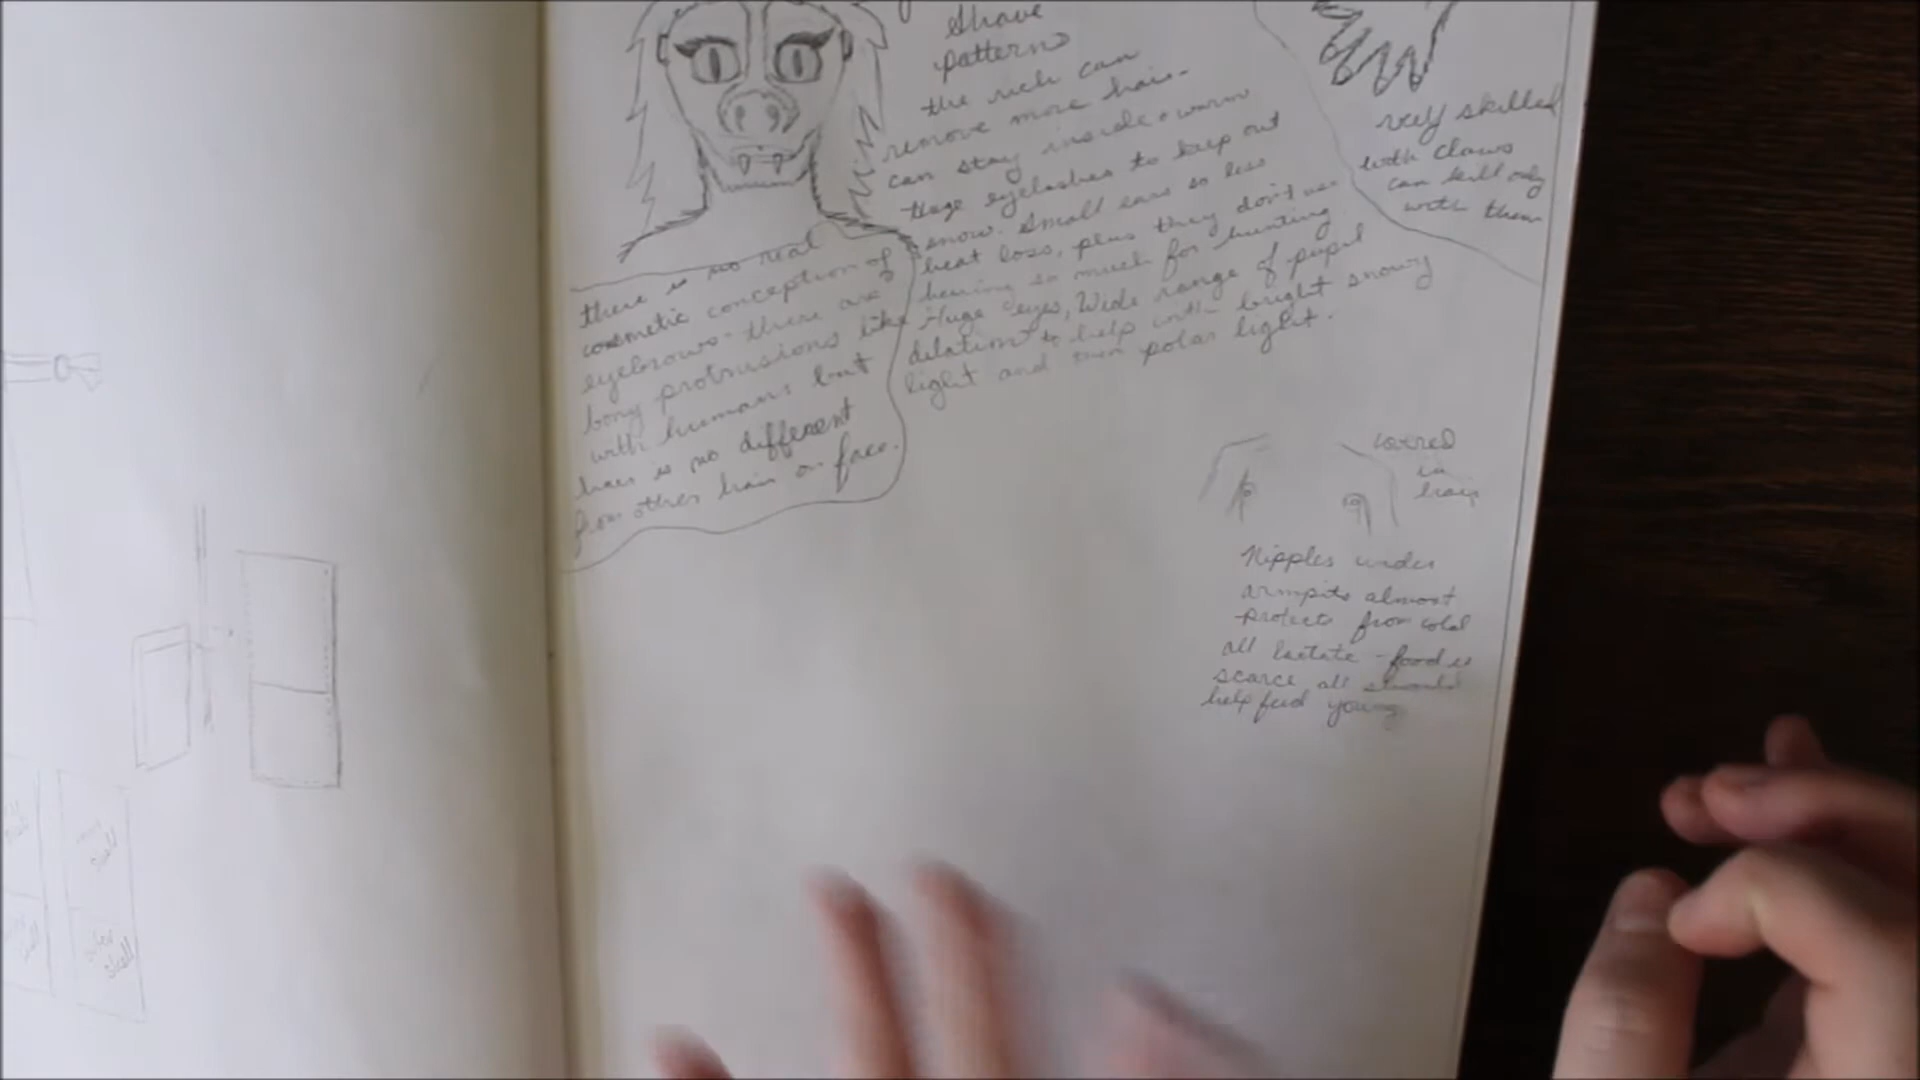 shave
patterns
the rich can
remove more hair -
can stay inside + warm
Huge eyelashes to keep out
snow. Small ears so less
heat loss, plus they don't use
hearing so much for hunting.
Huge eyes, Wide range of pupil
dilation to help with bright snowy
light and polar light.
very skilled
with claws
can kill only
with them
there is no real
cosmetic conception of
eyebrows - there are
bony protrusions like
with humans but
hair is no different
from other hair on face.
covered
in
hair
Nipples under
armpits almost
protects from cold
all lactate - food is
scarce all should
help feed young
outer
shell